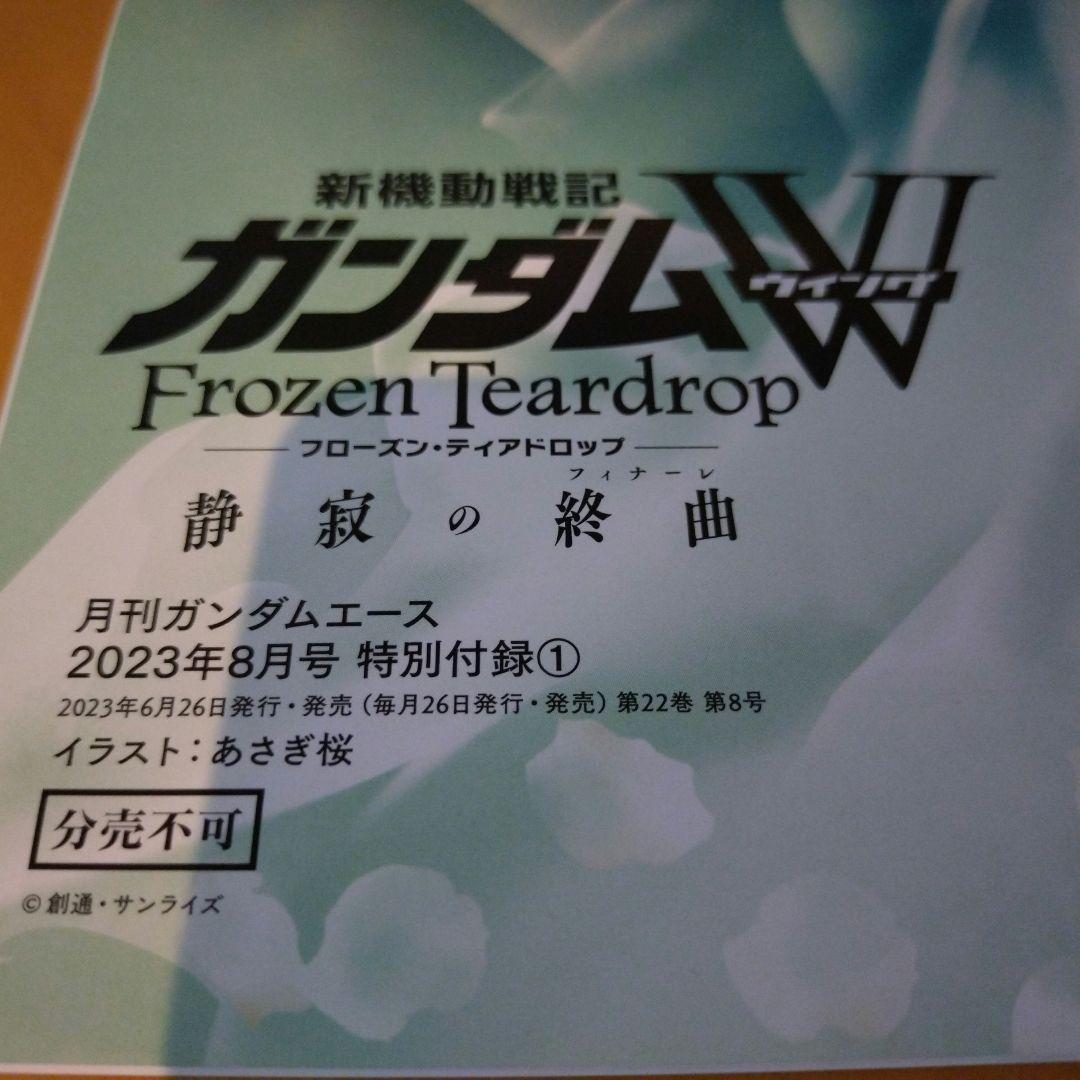 新機動戦記
ガンダムW
ウイング
Frozen Teardrop
フローズン・ティアドロップ
フィナーレ
静寂の終曲
月刊ガンダムエース
2023年8月号 特別付録①
2023年6月26日発行・発売（毎月26日発行・発売）第22巻 第8号
イラスト：あさぎ桜
分売不可
©創通・サンライズ